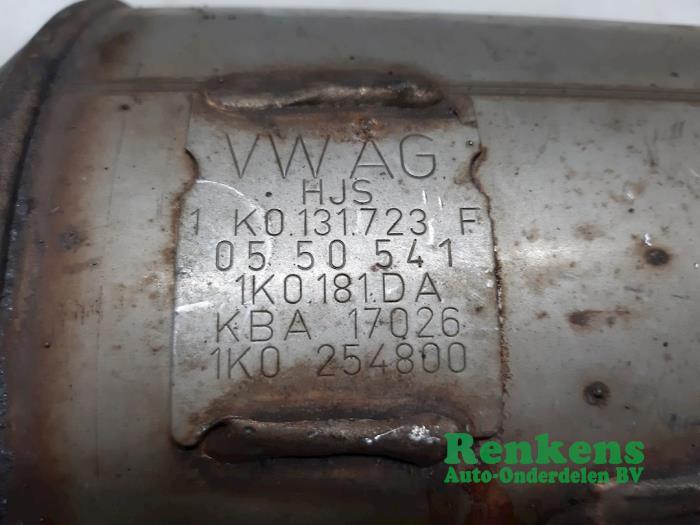 VW AG
HJS
1 K0.131.723 F
05 50 541
1K0.181.DA
KBA 17026
1K0 254800
Renkens
Auto-Onderdelen BV